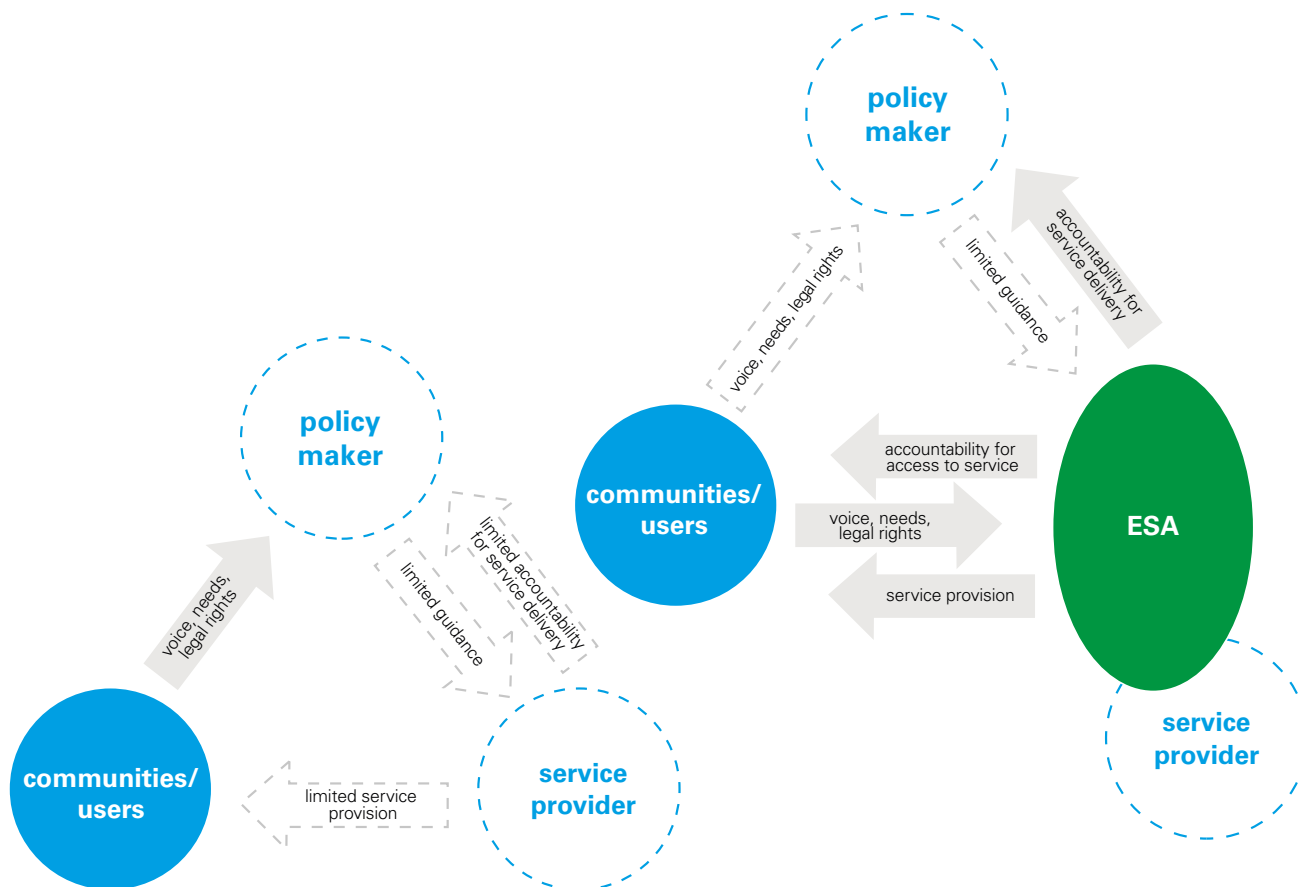 policy
maker
voice, needs,
legal rights
limited guidance
limited accountability
for service delivery
communities/
users
limited service
provision
service
provider
policy
maker
voice, needs, legal rights
limited guidance
accountability for
service delivery
communities/
users
accountability for
access to service
voice, needs,
legal rights
service provision
ESA
service
provider